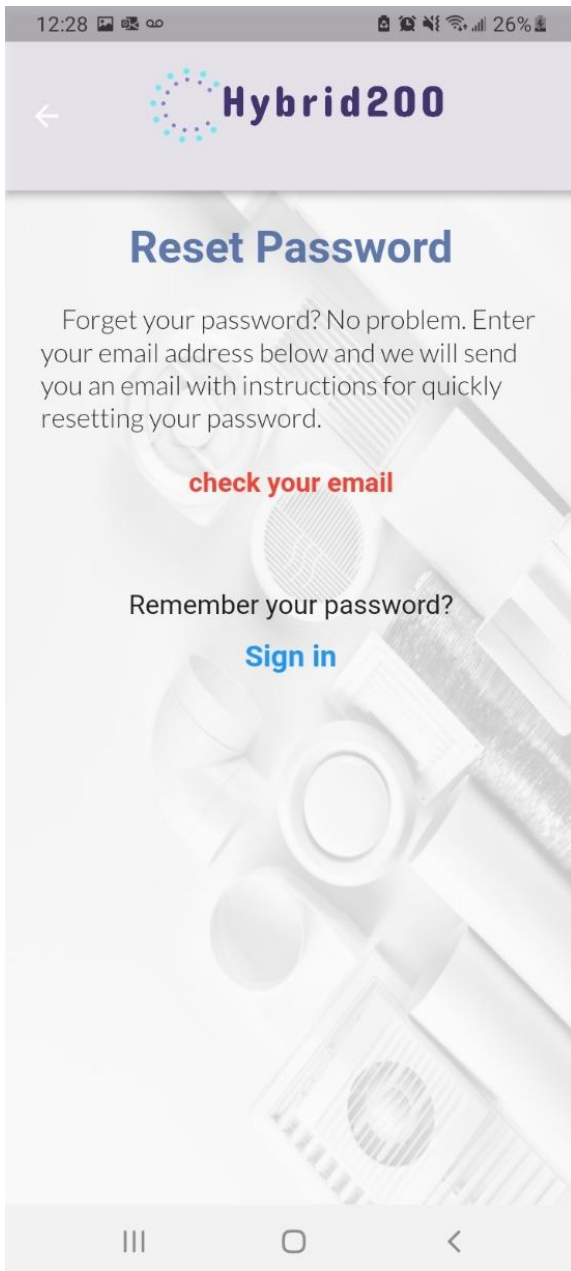 12:28
26%
Hybrid200
Reset Password
Forget your password? No problem. Enter
your email address below and we will send
you an email with instructions for quickly
resetting your password.
check your email
Remember your password?
Sign in